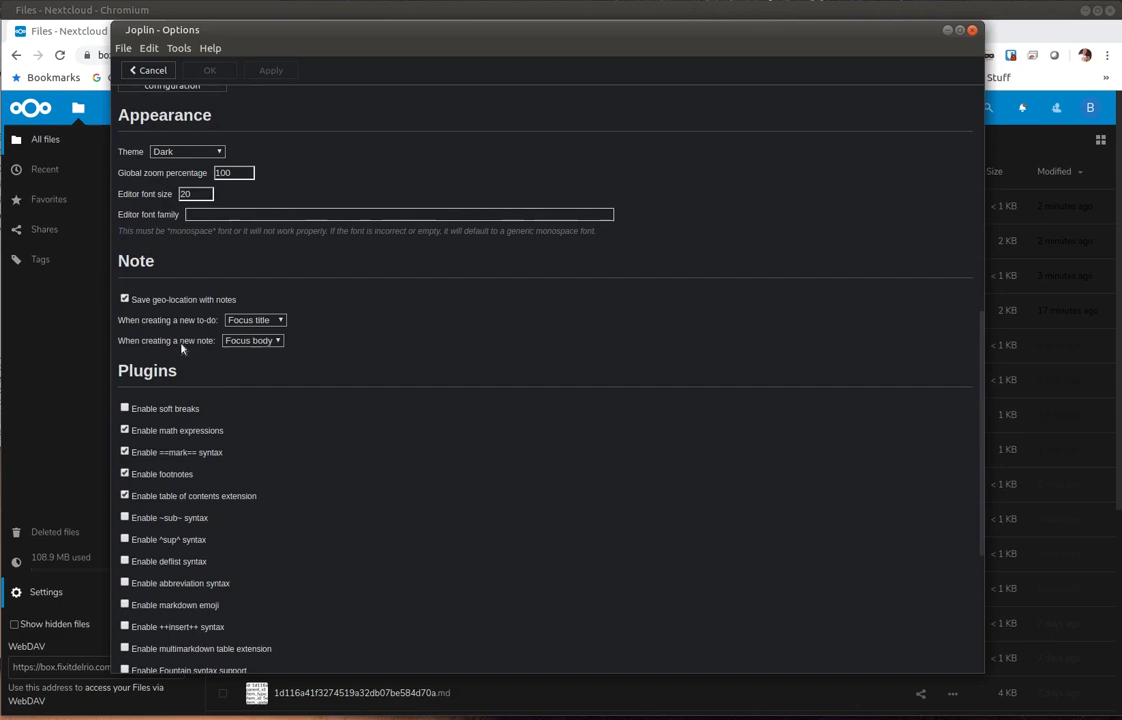 Files - Nextcloud - Chromium
Files - Nextcloud
Joplin - Options
File Edit Tools Help
Bookmarks G
Stuff
»
Cancel OK Apply
configuration
Appearance
B
All files
Theme Dark
Recent
Global zoom percentage 100
Size Modified
Editor font size 20
Favorites
< 1 KB 2 minutes ago
Editor font family
This must be *monospace* font or it will not work properly. If the font is incorrect or empty, it will default to a generic monospace font.
Shares
2 KB 2 minutes ago
Tags
Note
< 1 KB 3 minutes ago
Save geo-location with notes
2 KB 17 minutes ago
When creating a new to-do: Focus title
When creating a new note: Focus body
< 1 KB
Plugins
< 1 KB
Enable soft breaks
1 KB
Enable math expressions
Enable ==mark== syntax
1 KB
Enable footnotes
< 1 KB
Enable table of contents extension
Enable ~sub~ syntax
< 1 KB
Deleted files
Enable ^sup^ syntax
108.9 MB used
< 1 KB
Enable deflist syntax
Enable abbreviation syntax
Settings
< 1 KB
Enable markdown emoji
Show hidden files
< 1 KB
Enable ++insert++ syntax
WebDAV
Enable multimarkdown table extension
< 1 KB
https://box.fixitdelrio.com
Enable Fountain syntax support
Use this address to access your Files via
WebDAV
1d116a41f3274519a32db07be584d70a.md
4 KB